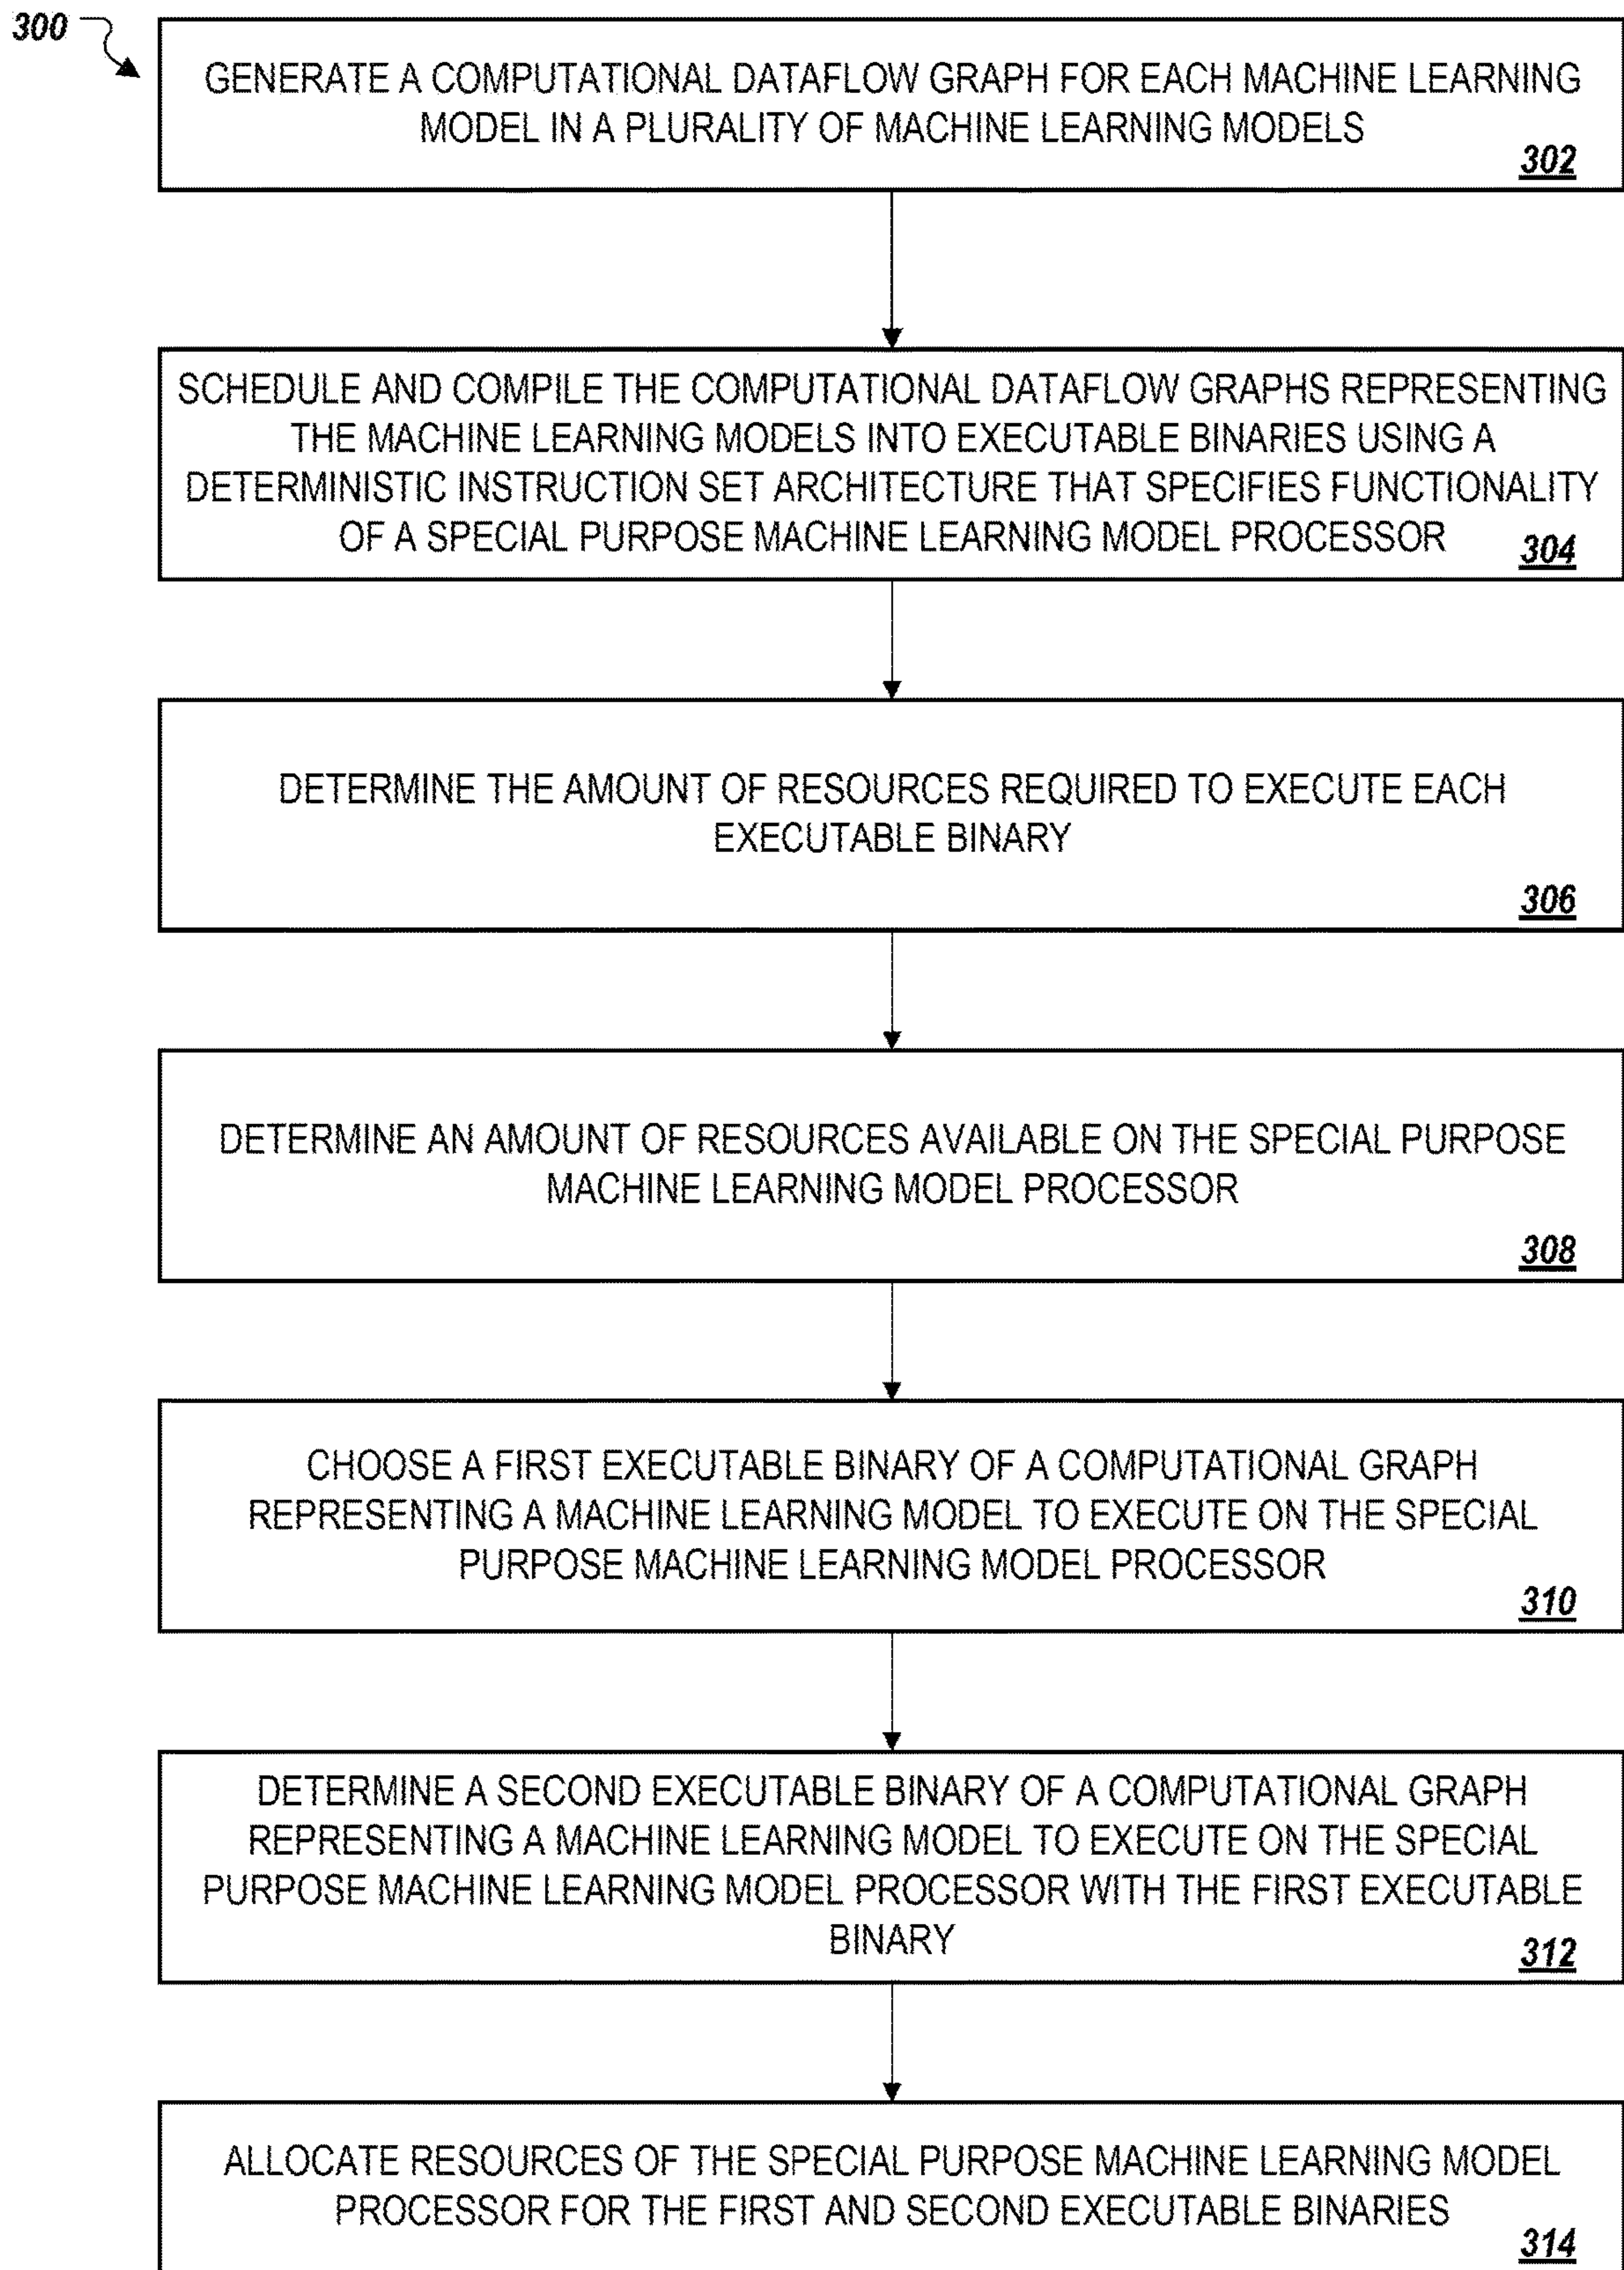 300
GENERATE A COMPUTATIONAL DATAFLOW GRAPH FOR EACH MACHINE LEARNING
MODEL IN A PLURALITY OF MACHINE LEARNING MODELS
302
SCHEDULE AND COMPILE THE COMPUTATIONAL DATAFLOW GRAPHS REPRESENTING
THE MACHINE LEARNING MODELS INTO EXECUTABLE BINARIES USING A
DETERMINISTIC INSTRUCTION SET ARCHITECTURE THAT SPECIFIES FUNCTIONALITY
OF A SPECIAL PURPOSE MACHINE LEARNING MODEL PROCESSOR
304
DETERMINE THE AMOUNT OF RESOURCES REQUIRED TO EXECUTE EACH
EXECUTABLE BINARY
306
DETERMINE AN AMOUNT OF RESOURCES AVAILABLE ON THE SPECIAL PURPOSE
MACHINE LEARNING MODEL PROCESSOR
308
CHOOSE A FIRST EXECUTABLE BINARY OF A COMPUTATIONAL GRAPH
REPRESENTING A MACHINE LEARNING MODEL TO EXECUTE ON THE SPECIAL
PURPOSE MACHINE LEARNING MODEL PROCESSOR
310
DETERMINE A SECOND EXECUTABLE BINARY OF A COMPUTATIONAL GRAPH
REPRESENTING A MACHINE LEARNING MODEL TO EXECUTE ON THE SPECIAL
PURPOSE MACHINE LEARNING MODEL PROCESSOR WITH THE FIRST EXECUTABLE
BINARY
312
ALLOCATE RESOURCES OF THE SPECIAL PURPOSE MACHINE LEARNING MODEL
PROCESSOR FOR THE FIRST AND SECOND EXECUTABLE BINARIES
314